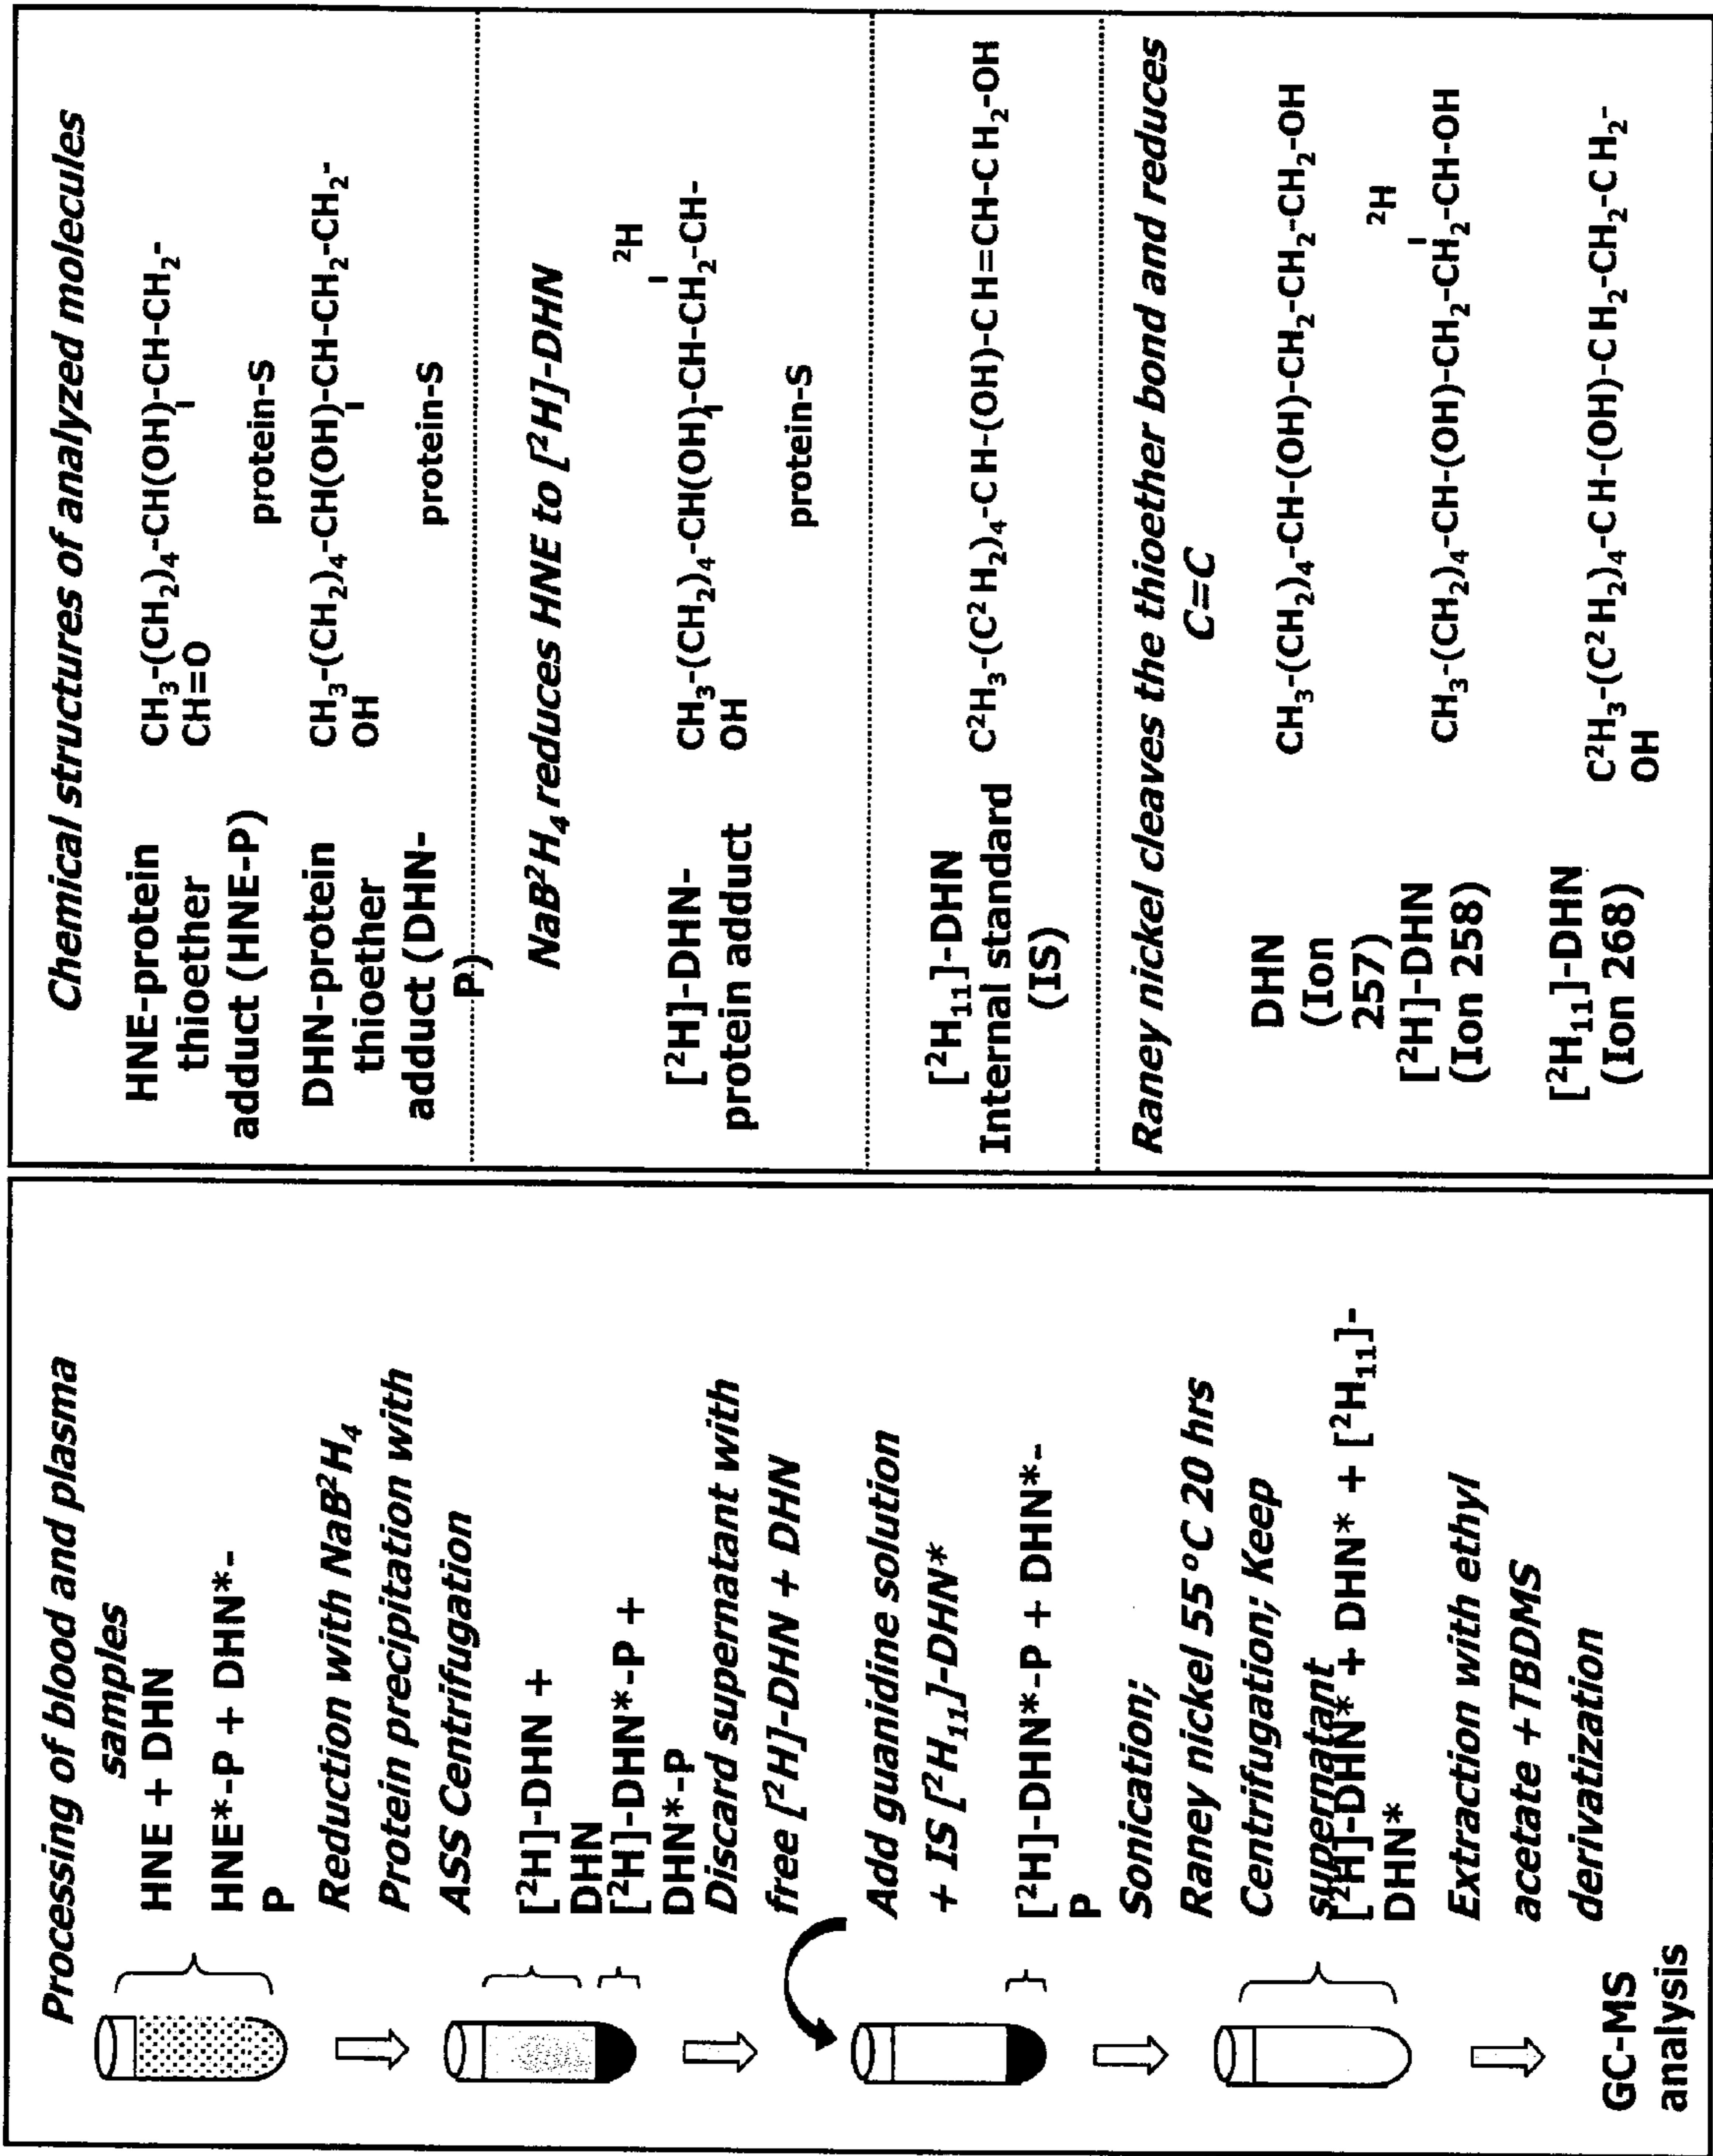 Processing of blood and plasma
samples
HNE + DHN
HNE*-P + DHN*-
P
Reduction with NaB²H₄
Protein precipitation with
ASS Centrifugation
[²H]-DHN +
DHN
[²H]-DHN*-P +
DHN*-P
Discard supernatant with
free [²H]-DHN + DHN
Add guanidine solution
+ IS [²H₁₁]-DHN*
[²H]-DHN*-P + DHN*-
P
Sonication;
Raney nickel 55°C 20 hrs
Centrifugation; Keep
supernatant
[²H]-DHN* + DHN* + [²H₁₁]-
DHN*
Extraction with ethyl
acetate +TBDMS
derivatization
GC-MS
analysis
Chemical structures of analyzed molecules
HNE-protein
thioether
adduct (HNE-P)
CH₃-(CH₂)₄-CH(OH)-CH-CH₂-
CH=O
protein-S
DHN-protein
thioether
adduct (DHN-
P)
CH₃-(CH₂)₄-CH(OH)-CH-CH₂-CH₂-
OH
protein-S
NaB²H₄ reduces HNE to [²H]-DHN
[²H]-DHN-
protein adduct
²H
CH₃-(CH₂)₄-CH(OH)-CH-CH₂-CH-
OH
protein-S
[²H₁₁]-DHN
Internal standard
(IS)
C²H₃-(C²H₂)₄-CH-(OH)-CH=CH-CH₂-OH
Raney nickel cleaves the thioether bond and reduces
C=C
DHN
(Ion
257)
CH₃-(CH₂)₄-CH-(OH)-CH₂-CH₂-CH₂-OH
[²H]-DHN
(Ion 258)
²H
CH₃-(CH₂)₄-CH-(OH)-CH₂-CH₂-CH-OH
[²H₁₁]-DHN
(Ion 268)
C²H₃-(C²H₂)₄-CH-(OH)-CH₂-CH₂-CH₂-
OH